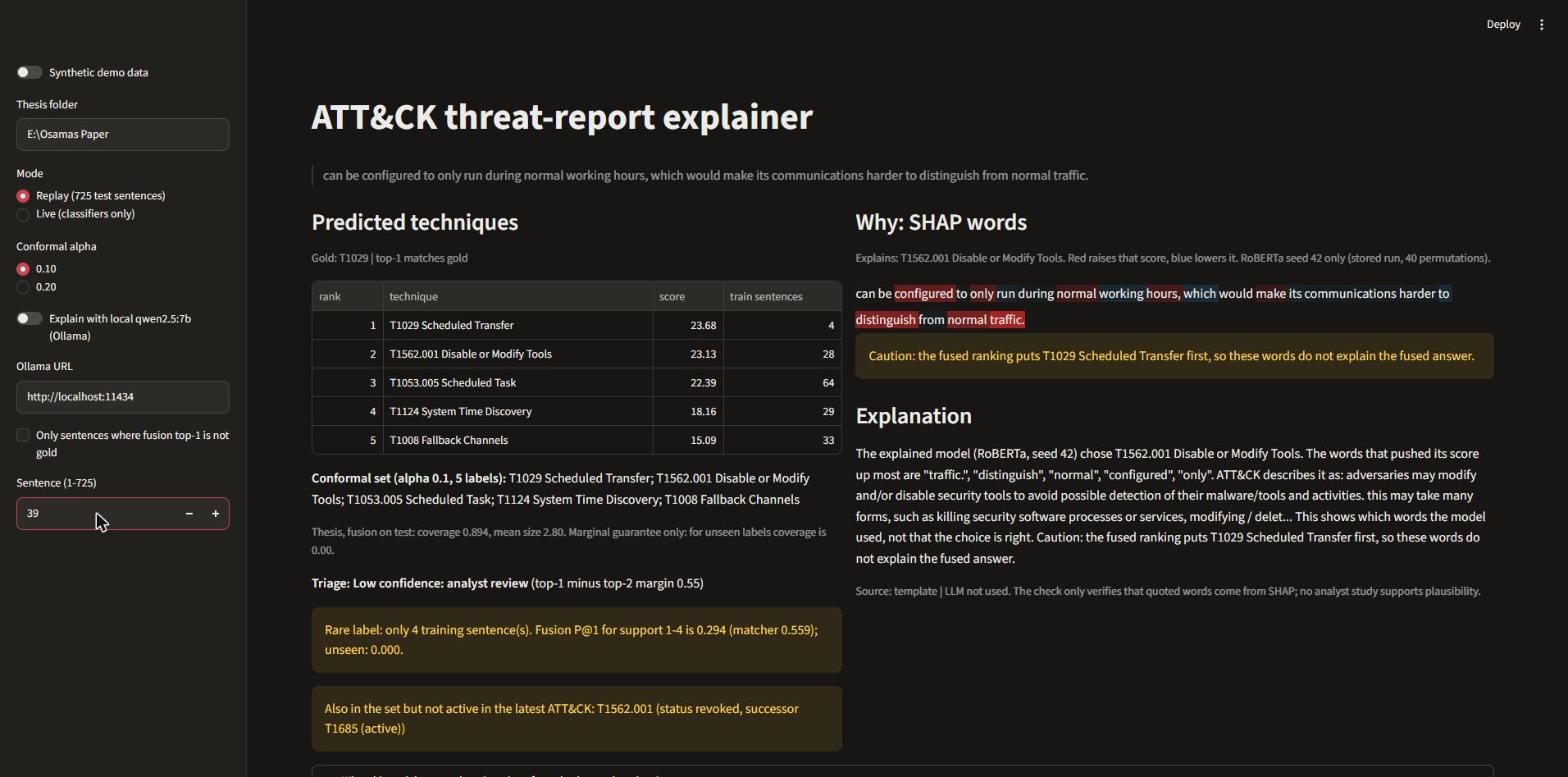 Deploy
Synthetic demo data
Thesis folder
E:\Osamas Paper
Mode
Replay (725 test sentences)
Live (classifiers only)
Conformal alpha
0.10
0.20
Explain with local qwen2.5:7b
(Ollama)
Ollama URL
http://localhost:11434
Only sentences where fusion top-1 is not
gold
Sentence (1-725)
39
ATT&CK threat-report explainer
can be configured to only run during normal working hours, which would make its communications harder to distinguish from normal traffic.
Predicted techniques
Gold: T1029 | top-1 matches gold
rank technique score train sentences
1 T1029 Scheduled Transfer 23.68 4
2 T1562.001 Disable or Modify Tools 23.13 28
3 T1053.005 Scheduled Task 22.39 64
4 T1124 System Time Discovery 18.16 29
5 T1008 Fallback Channels 15.09 33
Conformal set (alpha 0.1, 5 labels): T1029 Scheduled Transfer; T1562.001 Disable or Modify
Tools; T1053.005 Scheduled Task; T1124 System Time Discovery; T1008 Fallback Channels
Thesis, fusion on test: coverage 0.894, mean size 2.80. Marginal guarantee only: for unseen labels coverage is
0.00.
Triage: Low confidence: analyst review (top-1 minus top-2 margin 0.55)
Rare label: only 4 training sentence(s). Fusion P@1 for support 1-4 is 0.294 (matcher 0.559);
unseen: 0.000.
Also in the set but not active in the latest ATT&CK: T1562.001 (status revoked, successor
T1685 (active))
Why: SHAP words
Explains: T1562.001 Disable or Modify Tools. Red raises that score, blue lowers it. RoBERTa seed 42 only (stored run, 40 permutations).
can be configured to only run during normal working hours, which would make its communications harder to
distinguish from normal traffic.
Caution: the fused ranking puts T1029 Scheduled Transfer first, so these words do not explain the fused answer.
Explanation
The explained model (RoBERTa, seed 42) chose T1562.001 Disable or Modify Tools. The words that pushed its score
up most are "traffic.", "distinguish", "normal", "configured", "only". ATT&CK describes it as: adversaries may modify
and/or disable security tools to avoid possible detection of their malware/tools and activities. this may take many
forms, such as killing security software processes or services, modifying / delet... This shows which words the model
used, not that the choice is right. Caution: the fused ranking puts T1029 Scheduled Transfer first, so these words do
not explain the fused answer.
Source: template | LLM not used. The check only verifies that quoted words come from SHAP; no analyst study supports plausibility.